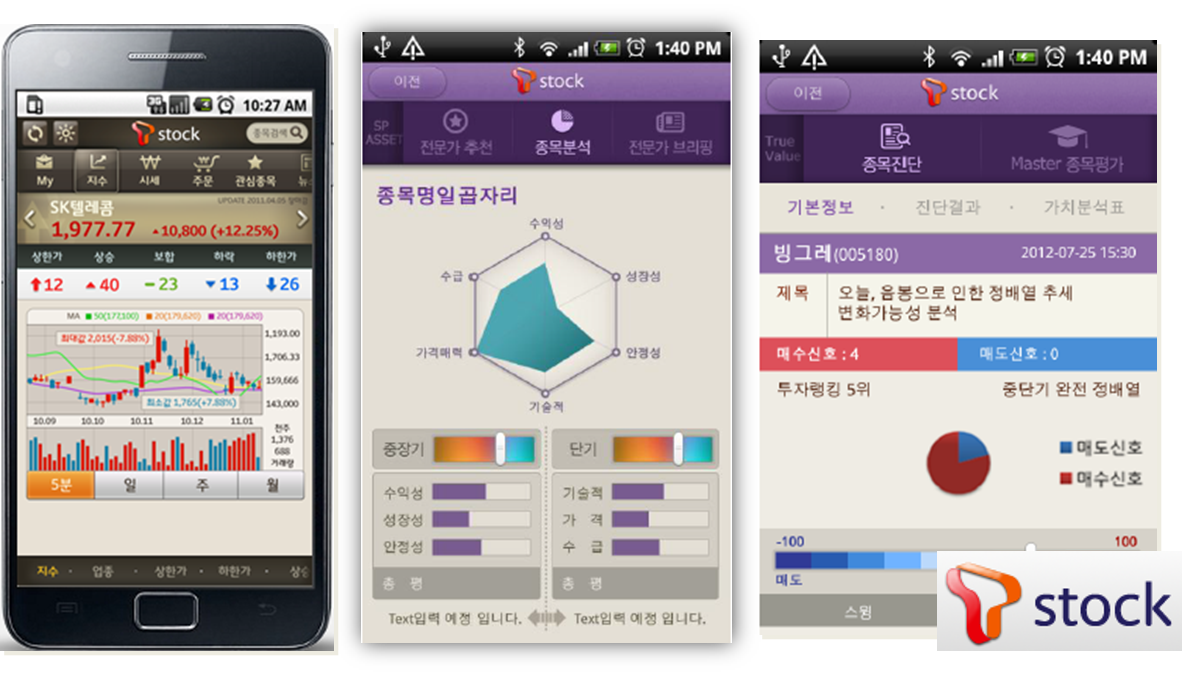 10:27 AM
stock
종목검색
My 지수 시세 주문 관심종목 뉴
SK텔레콤
UPDATE 2011.04.05
1,977.77 10,800 (+12.25%)
상한가 상승 보합 하락 하한가
12 40 23 13 26
MA 50(177,100) 20(179,620) 20(179,620)
최대값 2,015(-7.88%)
1,193.00
1,706.33
159,666
최소값 1,765(+7.88%)
143,000
10.09 10.10 10.11 10.12 11.01
천주
1,376
688
거래량
5분 일 주 월
지수 · 업종 · 상한가 · 하한가 · 상승
1:40 PM
이전
stock
SP
ASSET
전문가 추천 종목분석 전문가 브리핑
종목명일곱자리
수익성
수급 성장성
가격매력 안정성
기술적
중장기 단기
수익성 기술적
성장성 가 격
안정성 수 급
총 평 총 평
Text입력 예정 입니다. Text입력 예정 입니다.
1:40 PM
이전
stock
True
Value
종목진단 Master 종목평가
기본정보 · 진단결과 · 가치분석표
빙그레(005180) 2012-07-25 15:30
제목 오늘, 음봉으로 인한 정배열 추세
변화가능성 분석
매수신호 : 4 매도신호 : 0
투자랭킹 5위 중단기 완전 정배열
매도신호
매수신호
-100 100
매도
스윙
stock